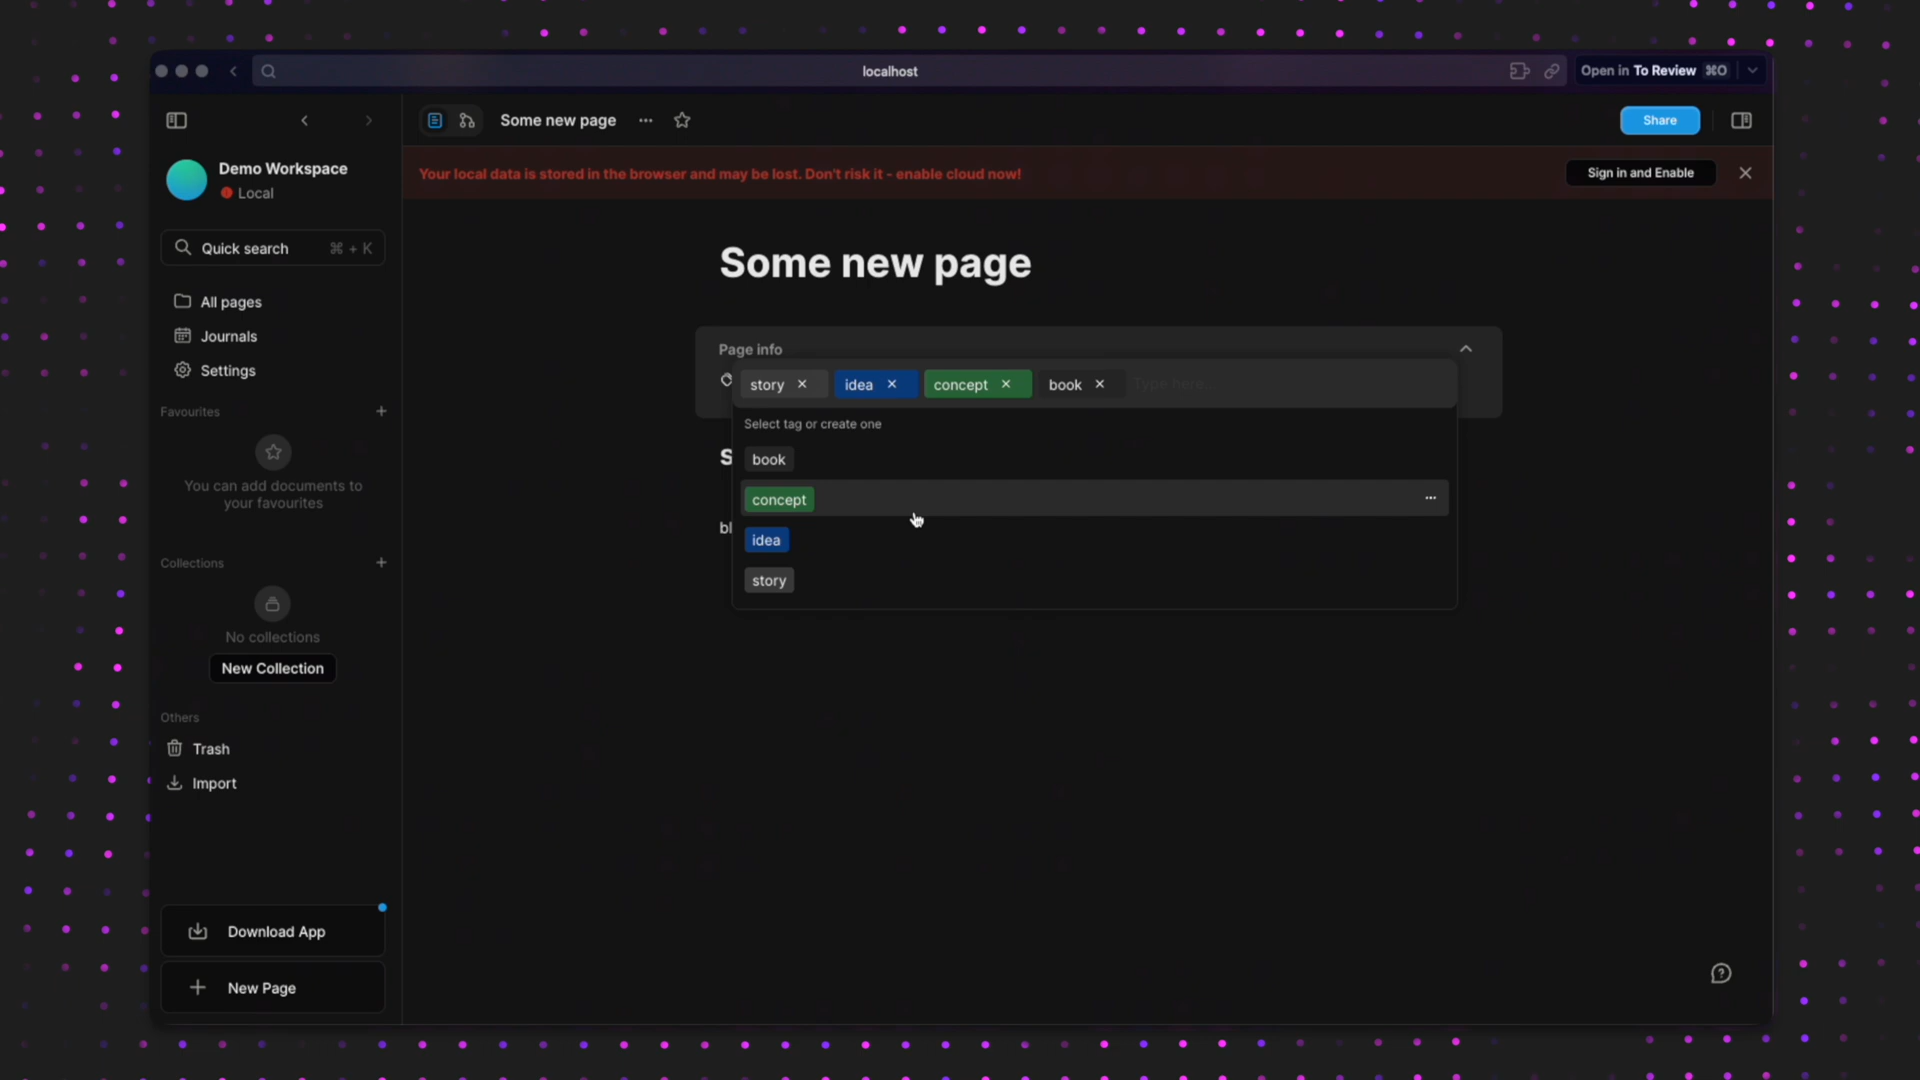 localhost
Open in To Review ⌘O
Some new page
Share
Demo Workspace
Local
Your local data is stored in the browser and may be lost. Don't risk it - enable cloud now!
Sign in and Enable
Quick search ⌘ + K
All pages
Journals
Settings
Favourites
You can add documents to
your favourites
Collections
No collections
New Collection
Others
Trash
Import
Download App
New Page
Some new page
Page info
story idea concept book Type here...
Select tag or create one
book
concept
idea
story
S
bl